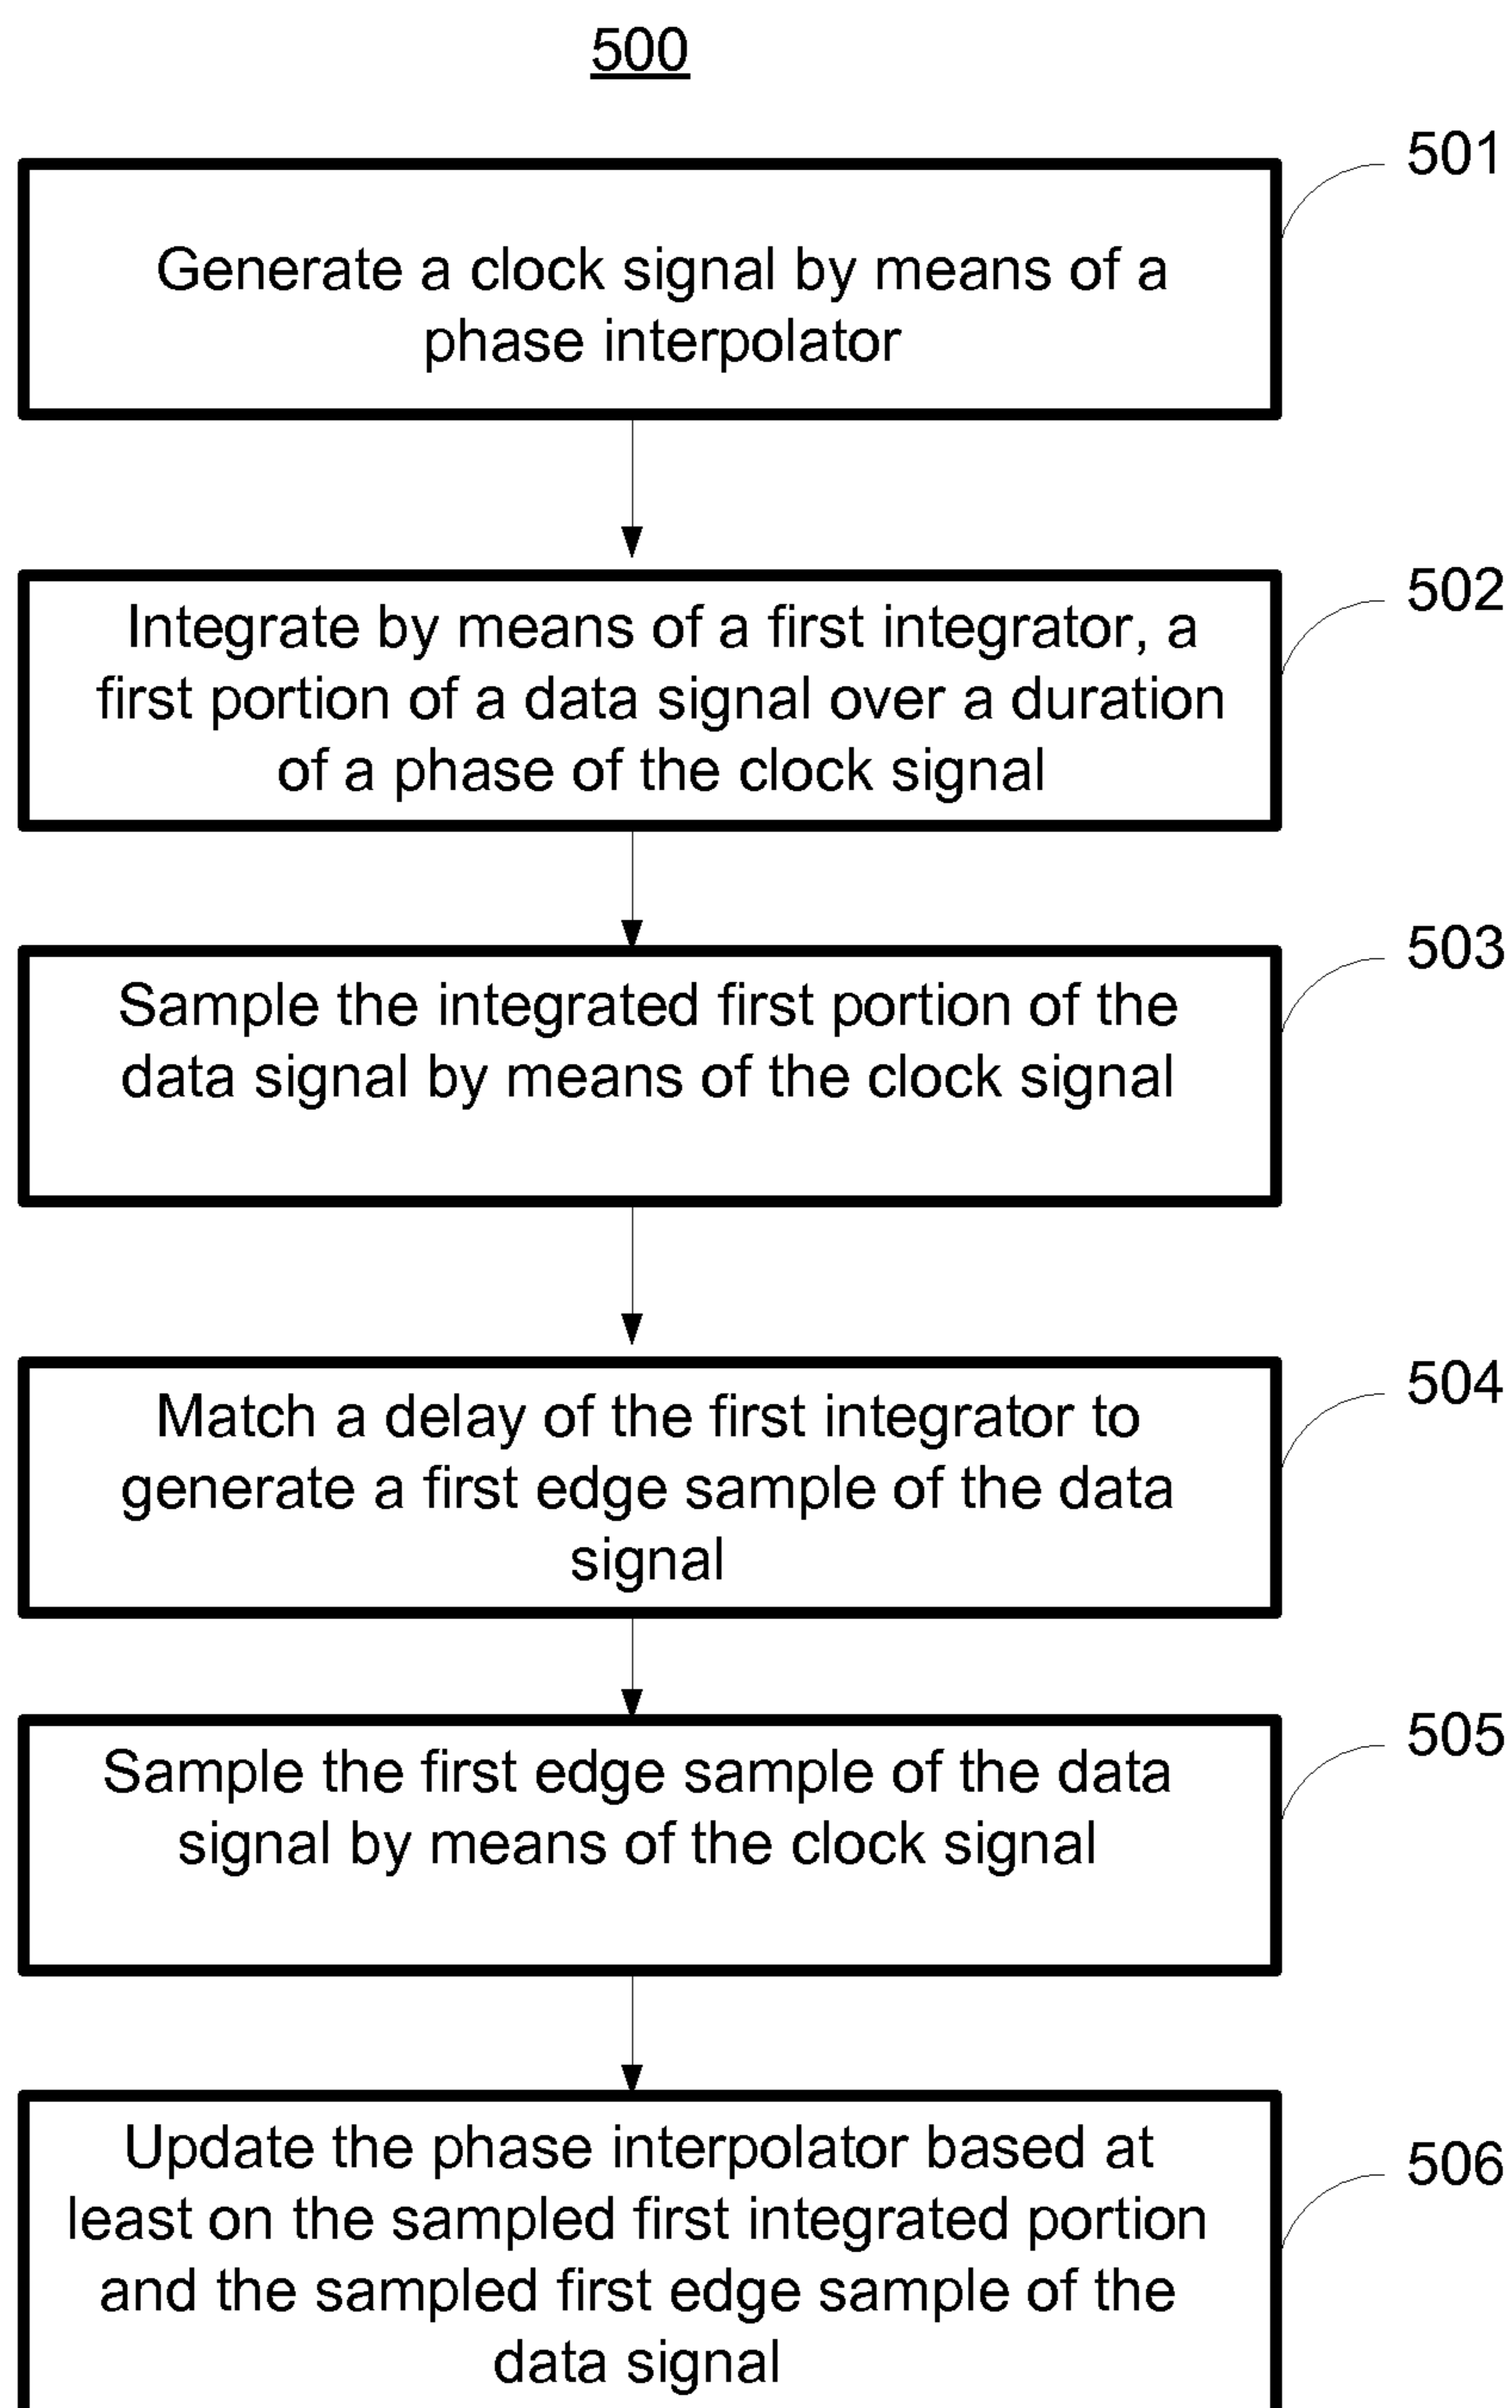 500
501
Generate a clock signal by means of a
phase interpolator
502
Integrate by means of a first integrator, a
first portion of a data signal over a duration
of a phase of the clock signal
503
Sample the integrated first portion of the
data signal by means of the clock signal
504
Match a delay of the first integrator to
generate a first edge sample of the data
signal
505
Sample the first edge sample of the data
signal by means of the clock signal
506
Update the phase interpolator based at
least on the sampled first integrated portion
and the sampled first edge sample of the
data signal